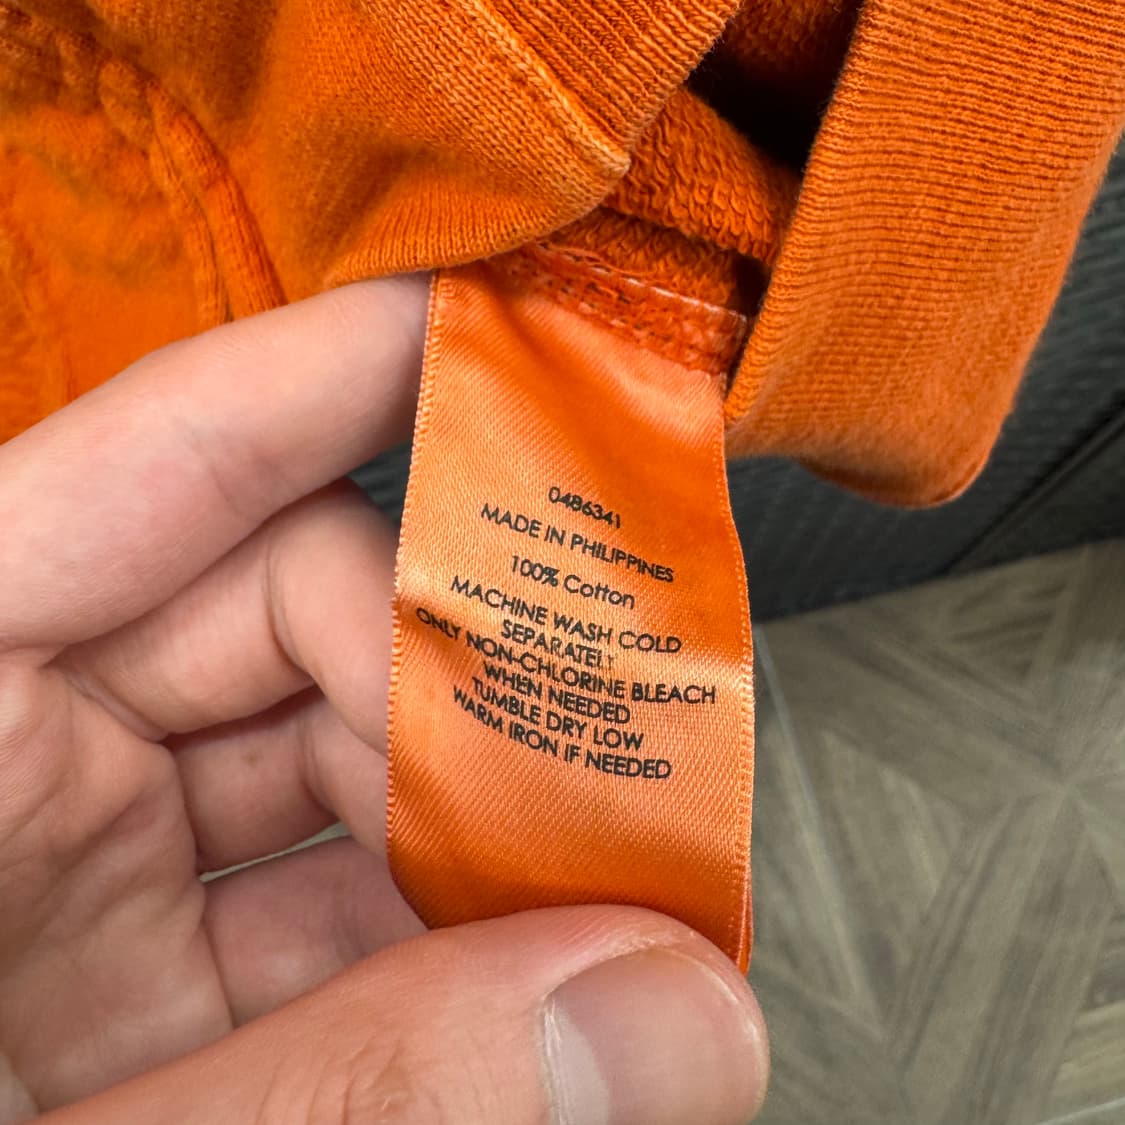 0486341
MADE IN PHILIPPINES
100% Cotton
MACHINE WASH COLD
SEPARATELY
ONLY NON-CHLORINE BLEACH
WHEN NEEDED
TUMBLE DRY LOW
WARM IRON IF NEEDED